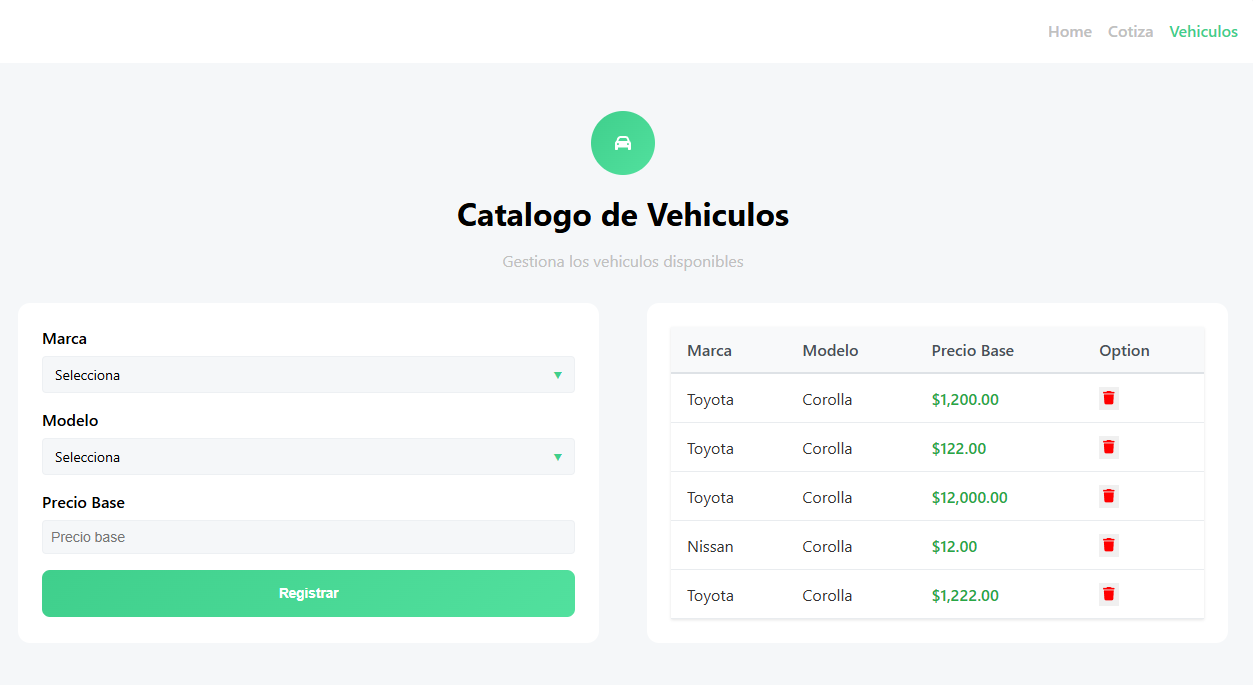 Home Cotiza Vehiculos
Catalogo de Vehiculos
Gestiona los vehiculos disponibles
Marca
Selecciona
Modelo
Selecciona
Precio Base
Precio base
Registrar
Marca Modelo Precio Base Option
Toyota Corolla $1,200.00
Toyota Corolla $122.00
Toyota Corolla $12,000.00
Nissan Corolla $12.00
Toyota Corolla $1,222.00